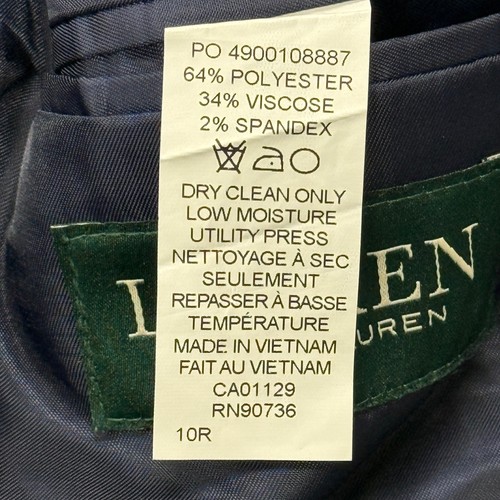 PO 4900108887
64% POLYESTER
34% VISCOSE
2% SPANDEX
DRY CLEAN ONLY
LOW MOISTURE
UTILITY PRESS
NETTOYAGE À SEC
SEULEMENT
REPASSER À BASSE
TEMPÉRATURE
MADE IN VIETNAM
FAIT AU VIETNAM
CA01129
RN90736
10R